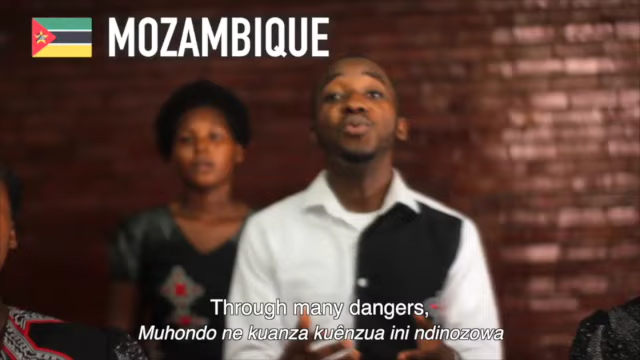 MOZAMBIQUE
Through many dangers,
Muhondo ne kuanza kuênzua ini ndinozowa